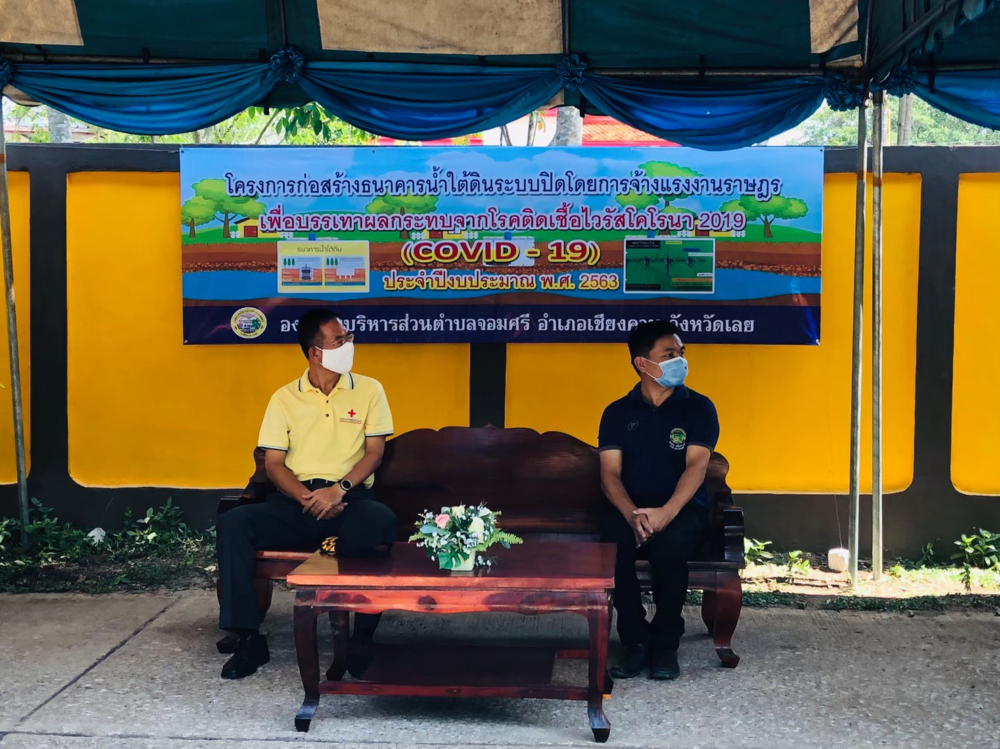 โครงการก่อสร้างธนาคารน้ำใต้ดินระบบปิดโดยการจ้างแรงงานราษฎร
เพื่อบรรเทาผลกระทบจากโรคติดเชื้อไวรัสโคโรนา 2019
(COVID - 19)
ธนาคารน้ำใต้ดิน
ประจำปีงบประมาณ พ.ศ. 2563
บริหารส่วนตำบลจอมศรี อำเภอเชียงคาน จังหวัดเลย